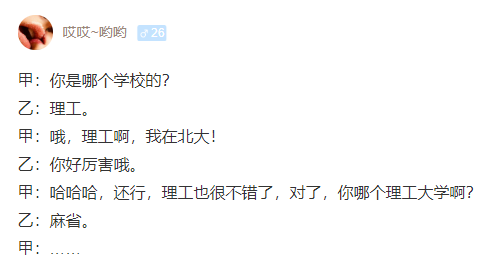 哎哎~哟哟 ♂26
甲：你是哪个学校的？
乙：理工。
甲：哦，理工啊，我在北大！
乙：你好厉害哦。
甲：哈哈哈，还行，理工也很不错了，对了，你哪个理工大学啊？
乙：麻省。
甲：……